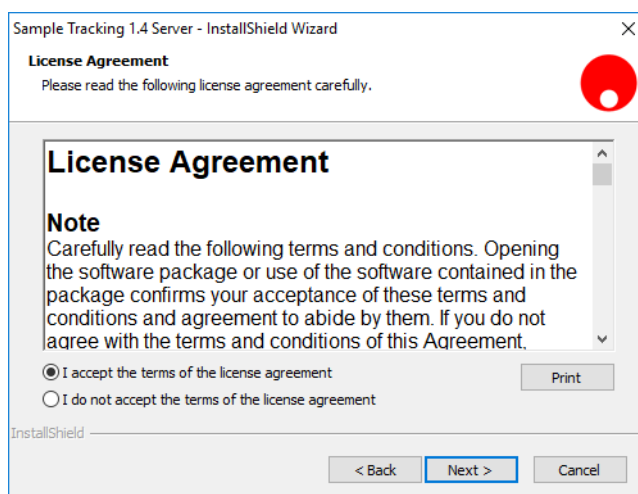 Sample Tracking 1.4 Server - InstallShield Wizard
License Agreement
Please read the following license agreement carefully.
License Agreement
Note
Carefully read the following terms and conditions. Opening
the software package or use of the software contained in the
package confirms your acceptance of these terms and
conditions and agreement to abide by them. If you do not
agree with the terms and conditions of this Agreement,
I accept the terms of the license agreement
Print
I do not accept the terms of the license agreement
InstallShield
< Back Next > Cancel